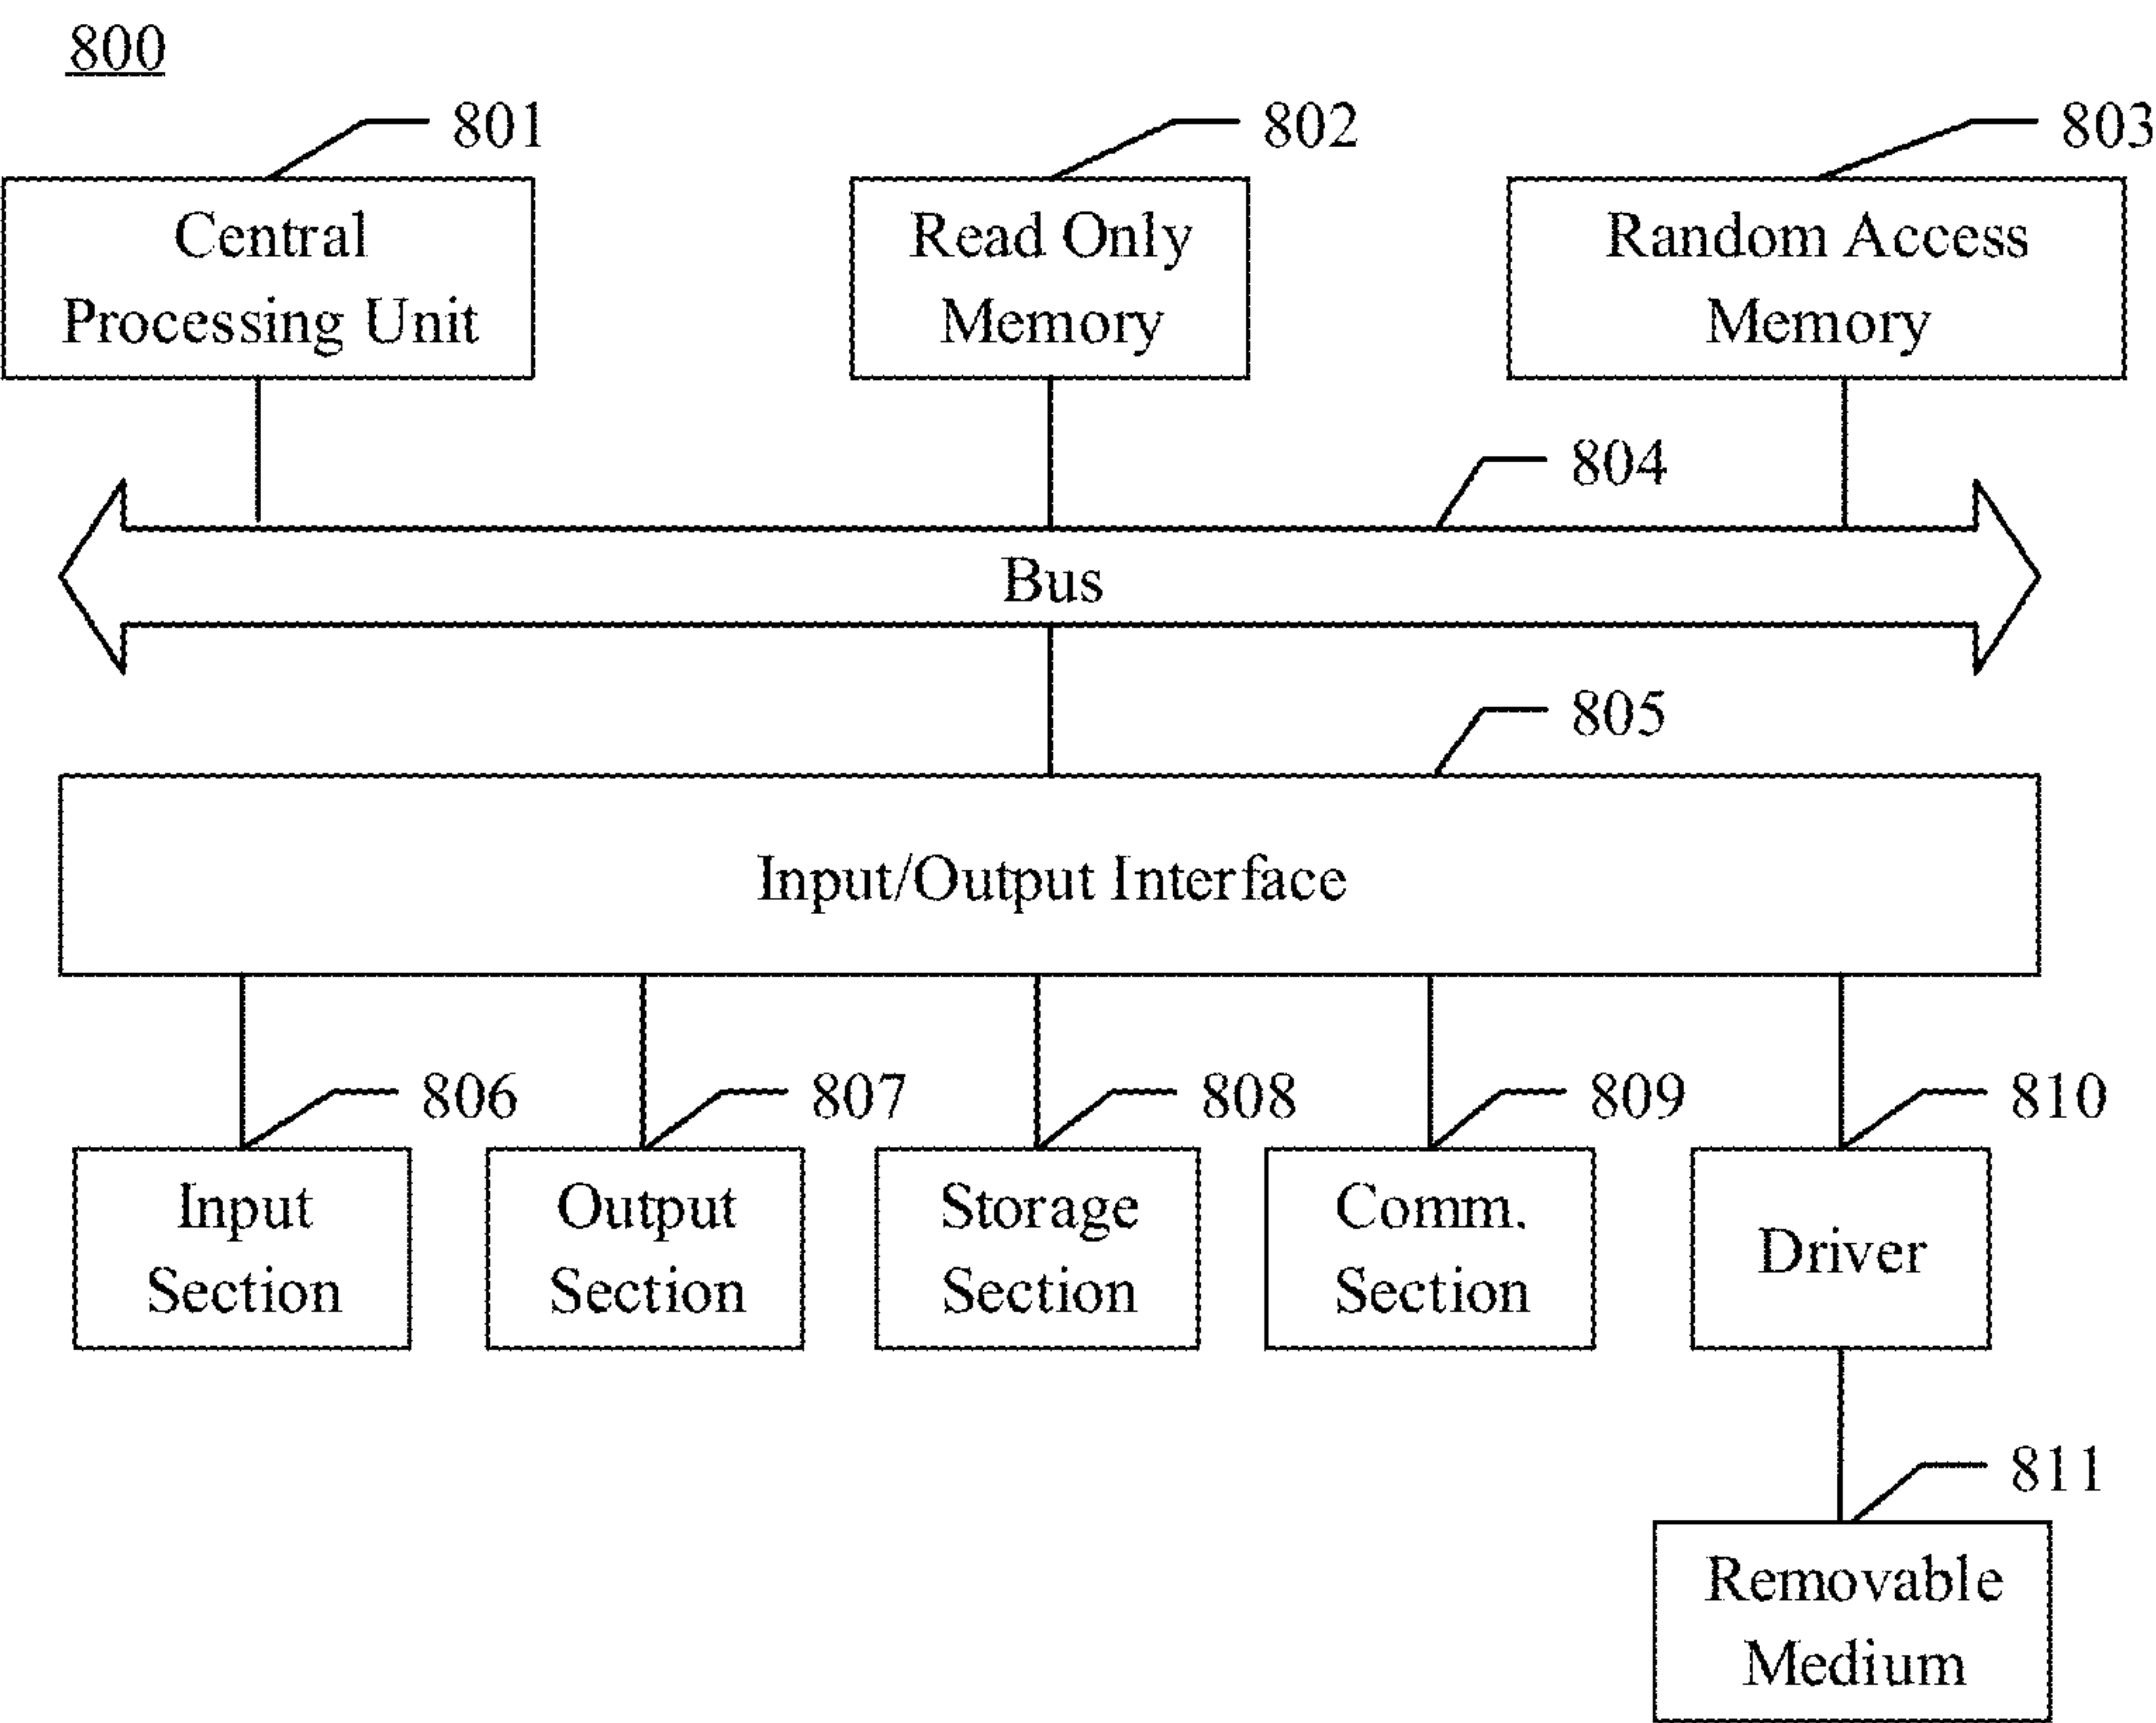 800
801
802
803
Central
Processing Unit
Read Only
Memory
Random Access
Memory
804
Bus
805
Input/Output Interface
806
807
808
809
810
Input
Section
Output
Section
Storage
Section
Comm.
Section
Driver
811
Removable
Medium